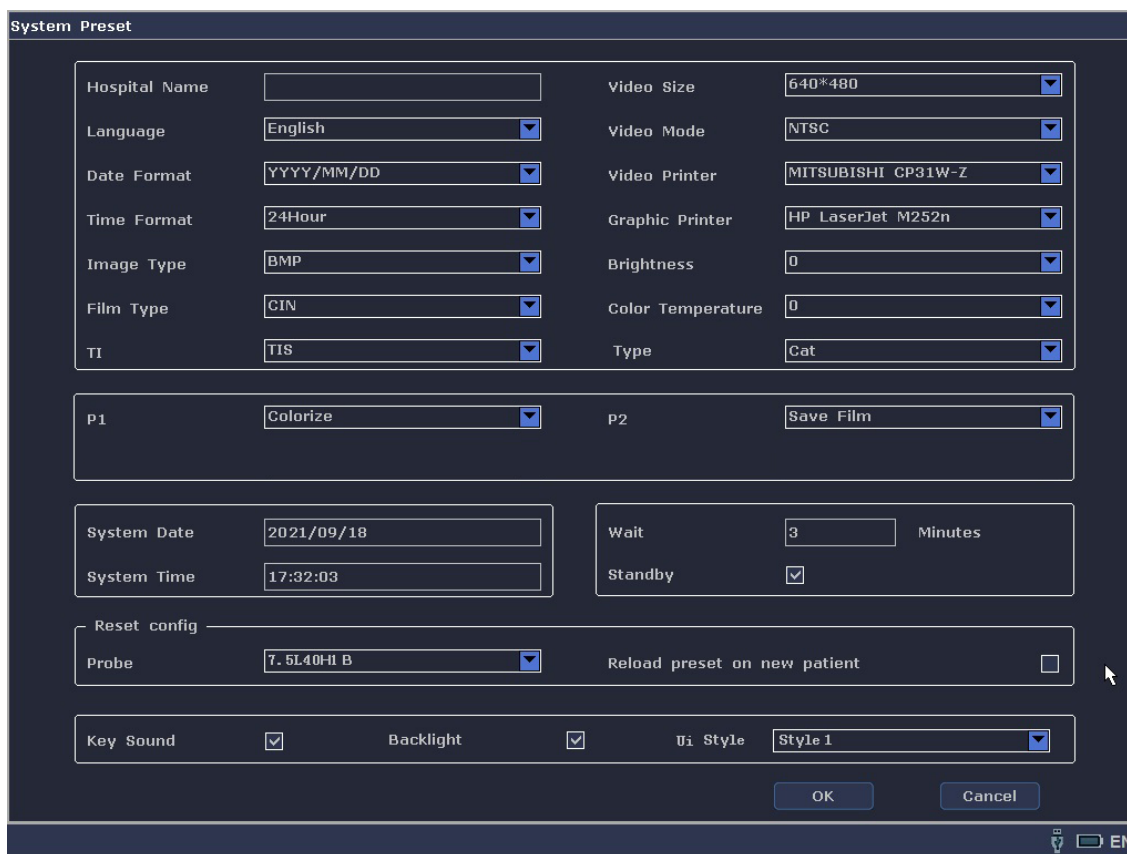 System Preset
Hospital Name
Video Size 640*480
Language English
Video Mode NTSC
Date Format YYYY/MM/DD
Video Printer MITSUBISHI CP31W-Z
Time Format 24Hour
Graphic Printer HP LaserJet M252n
Image Type BMP
Brightness 0
Film Type CIN
Color Temperature 0
TI TIS
Type Cat
P1 Colorize
P2 Save Film
System Date 2021/09/18
System Time 17:32:03
Wait 3 Minutes
Standby
Reset config
Probe 7.5L40H1B
Reload preset on new patient
Key Sound
Backlight
Ui Style Style1
OK
Cancel
EN